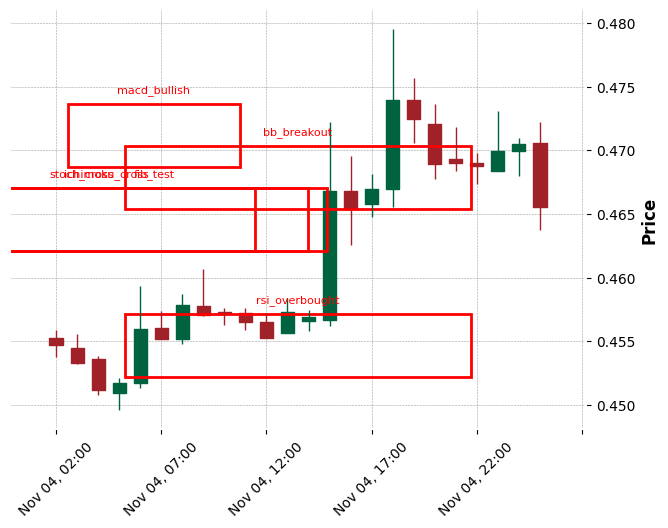 0.480
0.475
macd_bullish
bb_breakout
0.470
ichimoku_cross
fib_test
0.465
Price
0.460
rsi_overbought
0.455
0.450
Nov 04, 02:00
Nov 04, 07:00
Nov 04, 12:00
Nov 04, 17:00
Nov 04, 22:00